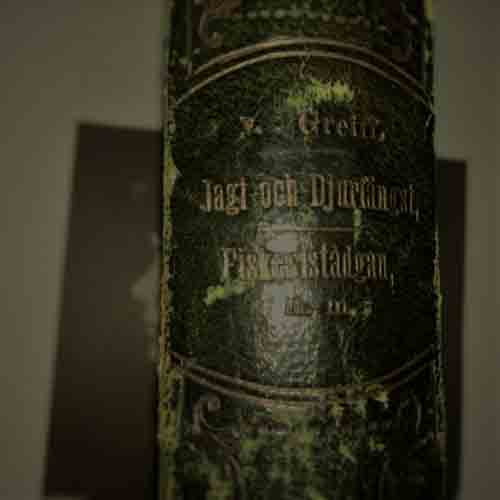 v. Greiff,
Jagt och Djurfångst,
Fiskeristadgan,
m. m.